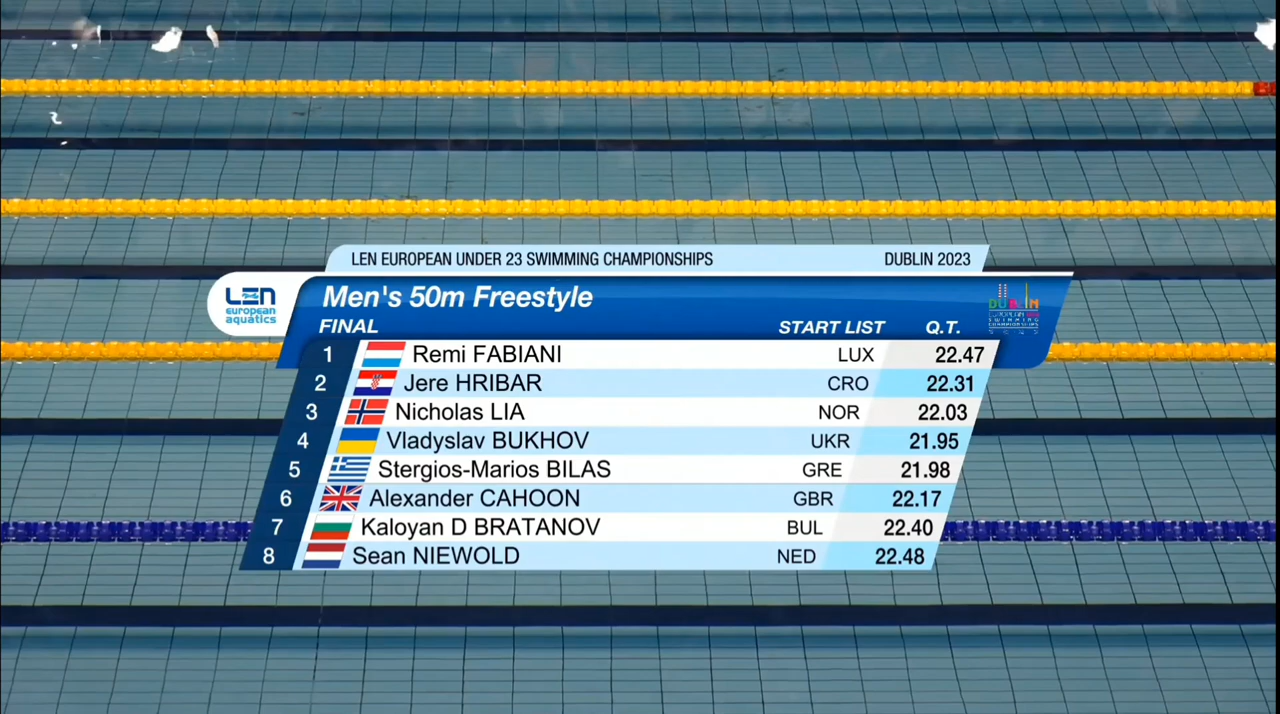 LEN EUROPEAN UNDER 23 SWIMMING CHAMPIONSHIPS DUBLIN 2023
LEN
european
aquatics
Men's 50m Freestyle
DUBLIN
FINAL START LIST Q.T.
1 Remi FABIANI LUX 22.47
2 Jere HRIBAR CRO 22.31
3 Nicholas LIA NOR 22.03
4 Vladyslav BUKHOV UKR 21.95
5 Stergios-Marios BILAS GRE 21.98
6 Alexander CAHOON GBR 22.17
7 Kaloyan D BRATANOV BUL 22.40
8 Sean NIEWOLD NED 22.48